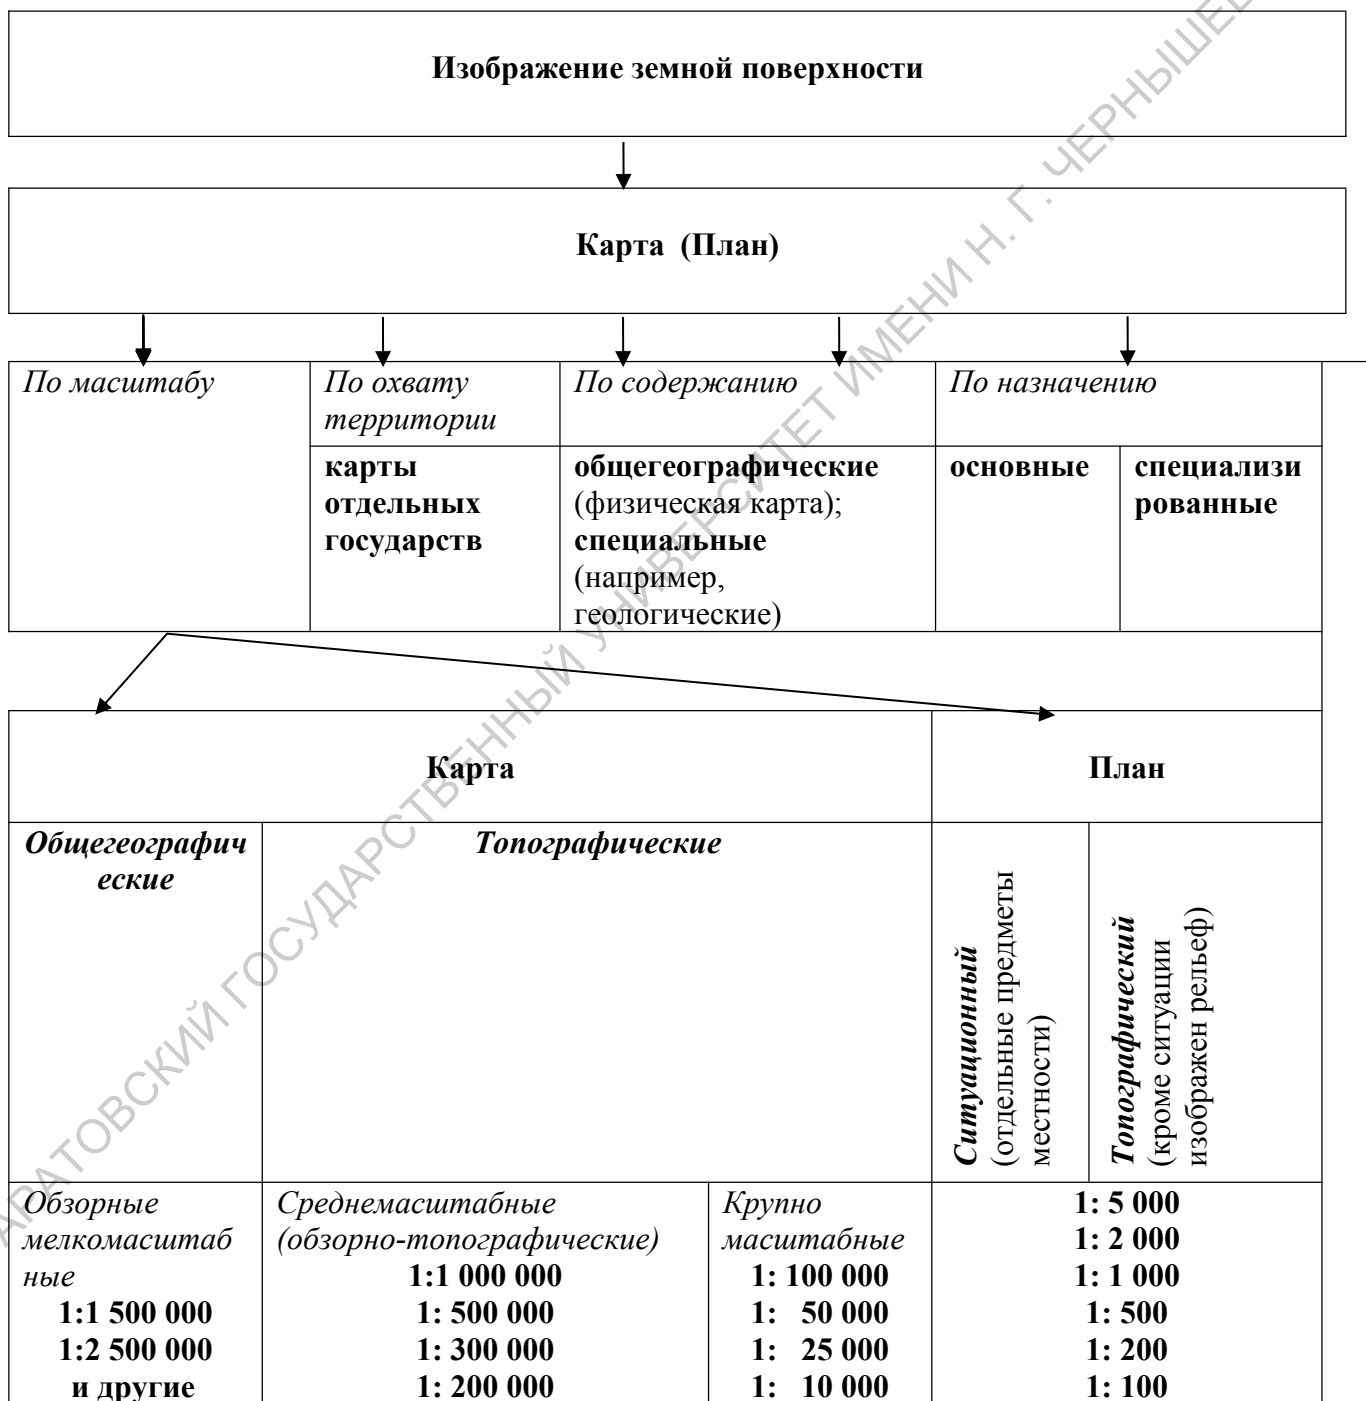 Изображение земной поверхности
Карта (План)
По масштабу
По охвату
территории
По содержанию
По назначению
карты
отдельных
государств
общегеографические
(физическая карта);
специальные
(например,
геологические)
основные
специализи
рованные
Карта
План
Общегеографич
еские
Топографические
Ситуационный
(отдельные предметы
местности)
Топографический
(кроме ситуации
изображен рельеф)
Обзорные
мелкомасштаб
ные
1:1 500 000
1:2 500 000
и другие
Среднемасштабные
(обзорно-топографические)
1:1 000 000
1: 500 000
1: 300 000
1: 200 000
Крупно
масштабные
1: 100 000
1: 50 000
1: 25 000
1: 10 000
1: 5 000
1: 2 000
1: 1 000
1: 500
1: 200
1: 100
АРАТОВСКИЙ ГОСУДАРСТВЕННЫЙ УНИВЕРСИТЕТ ИМЕНИ Н. Г. ЧЕРНЫШЕВ